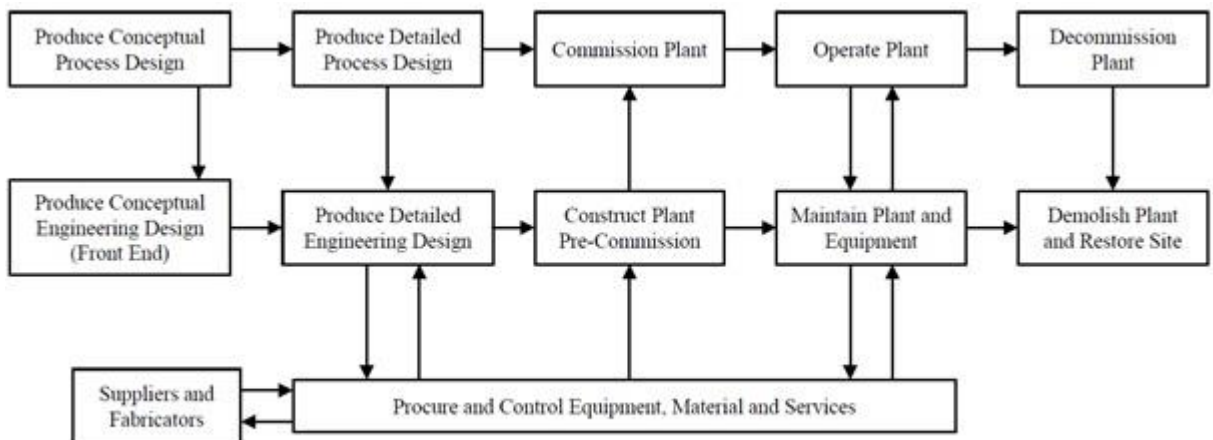 Produce Conceptual
Process Design
Produce Detailed
Process Design
Commission Plant
Operate Plant
Decommission
Plant
Produce Conceptual
Engineering Design
(Front End)
Produce Detailed
Engineering Design
Construct Plant
Pre-Commission
Maintain Plant and
Equipment
Demolish Plant
and Restore Site
Suppliers and
Fabricators
Procure and Control Equipment, Material and Services